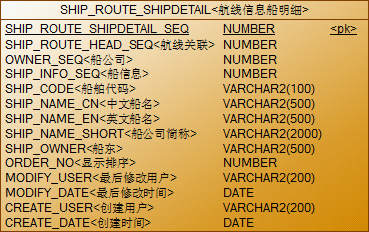 SHIP_ROUTE_SHIPDETAIL<航线信息船明细>
SHIP_ROUTE_SHIPDETAIL_SEQ NUMBER <pk>
SHIP_ROUTE_HEAD_SEQ<航线关联> NUMBER
OWNER_SEQ<船公司> NUMBER
SHIP_INFO_SEQ<船信息> NUMBER
SHIP_CODE<船舶代码> VARCHAR2(100)
SHIP_NAME_CN<中文船名> VARCHAR2(500)
SHIP_NAME_EN<英文船名> VARCHAR2(500)
SHIP_NAME_SHORT<船公司简称> VARCHAR2(2000)
SHIP_OWNER<船东> VARCHAR2(500)
ORDER_NO<显示排序> NUMBER
MODIFY_USER<最后修改用户> VARCHAR2(200)
MODIFY_DATE<最后修改时间> DATE
CREATE_USER<创建用户> VARCHAR2(200)
CREATE_DATE<创建时间> DATE